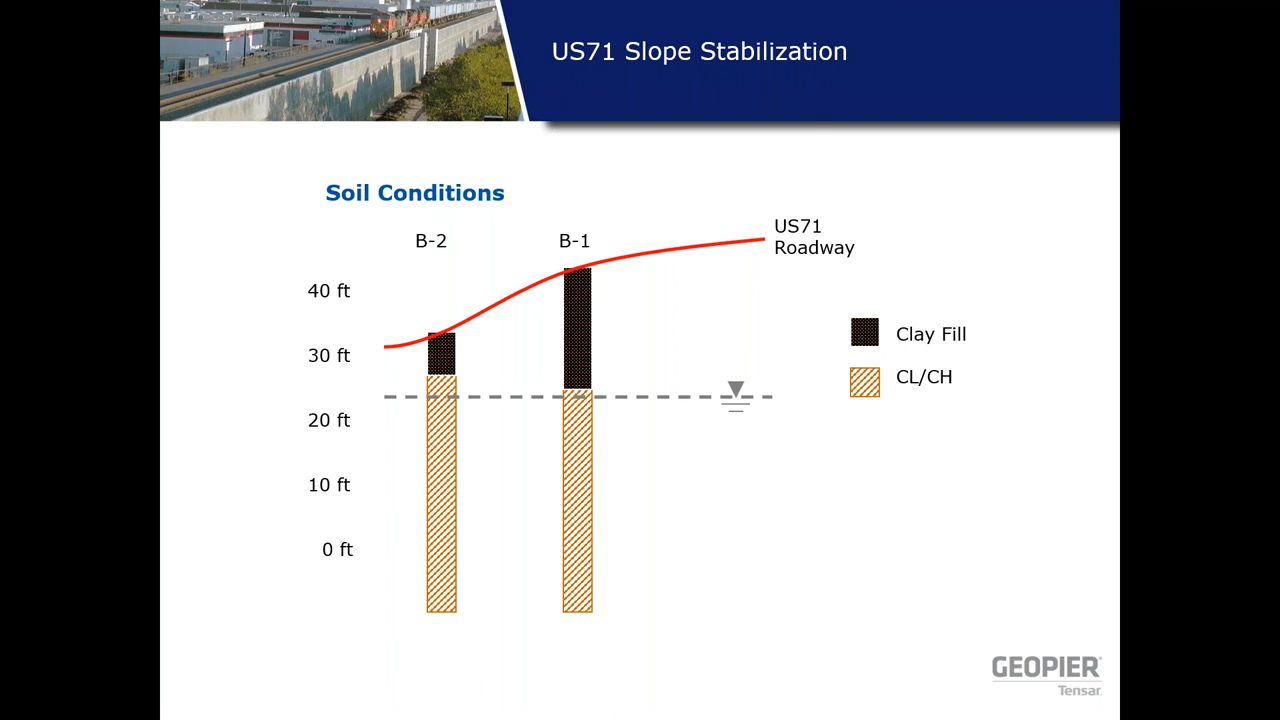 US71 Slope Stabilization
Soil Conditions
B-2
B-1
US71
Roadway
40 ft
30 ft
20 ft
10 ft
0 ft
Clay Fill
CL/CH
GEOPIER®
Tensar